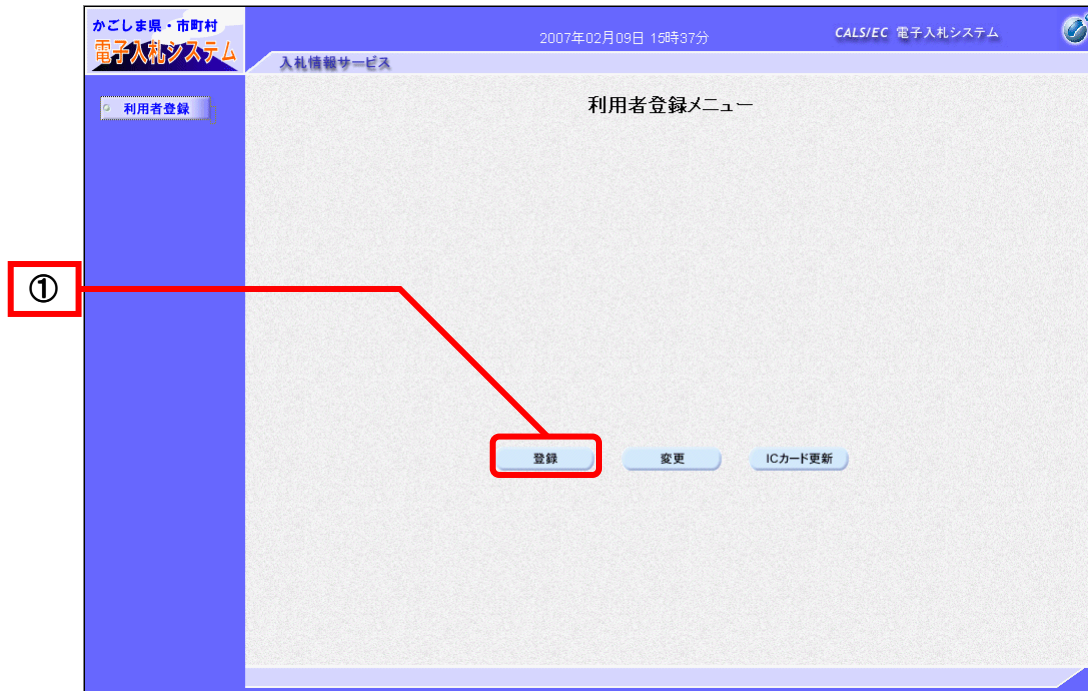 かごしま県・市町村
電子入札システム
2007年02月09日 15時37分
CALS/EC 電子入札システム
入札情報サービス
利用者登録
利用者登録メニュー
①
登録
変更
ICカード更新